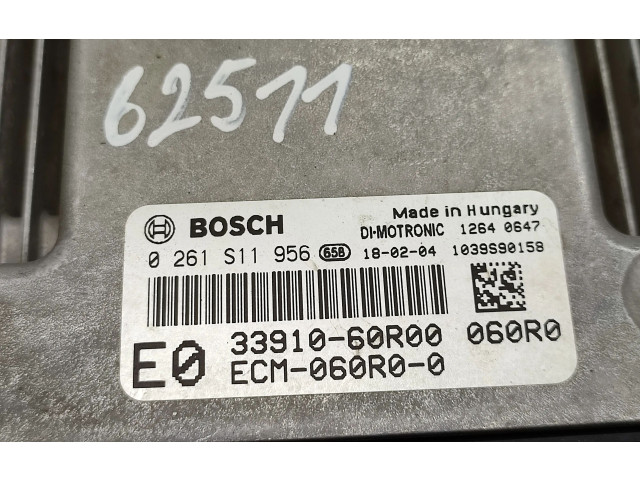 62511
BOSCH Made in Hungary
DI-MOTRONIC 1264 0647
0 261 S11 956 658 18-02-04 1039S90158
E0 33910-60R00 060R0
ECM-060R0-0